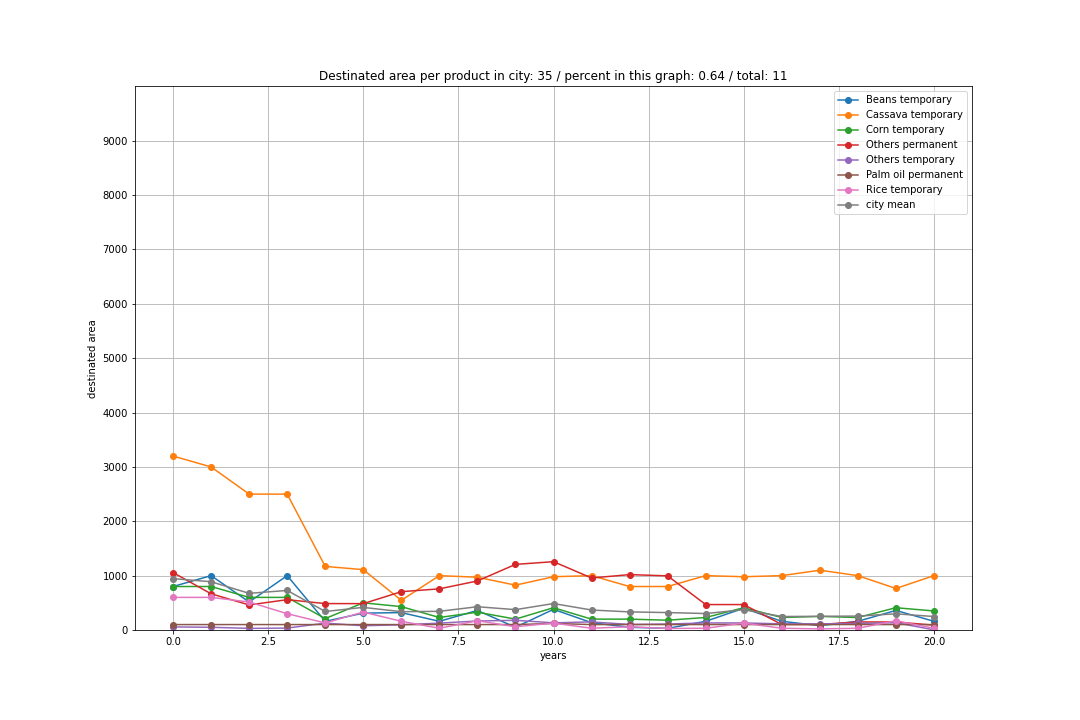 Destinated area per product in city: 35 / percent in this graph: 0.64 / total: 11
Beans temporary
Cassava temporary
Corn temporary
Others permanent
Others temporary
Palm oil permanent
Rice temporary
city mean
9000
8000
7000
6000
5000
4000
3000
2000
1000
0
destinated area
0.0 2.5 5.0 7.5 10.0 12.5 15.0 17.5 20.0
years